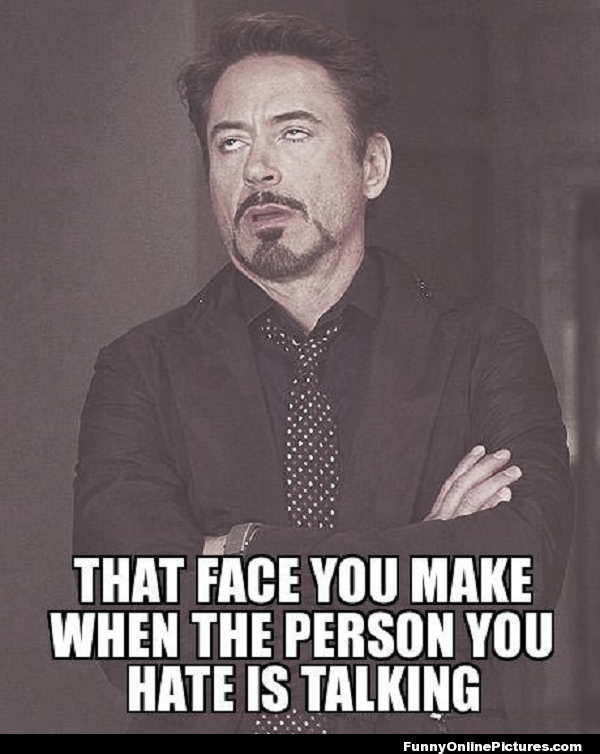 THAT FACE YOU MAKE
WHEN THE PERSON YOU
HATE IS TALKING
FunnyOnlinePictures.com